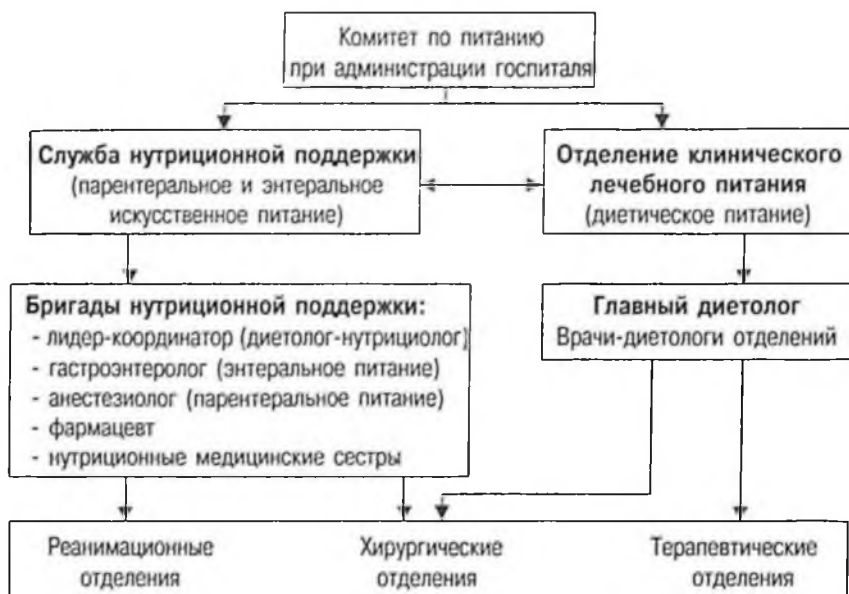 Комитет по питанию
при администрации госпиталя
Служба нутриционной поддержки
(парентеральное и энтеральное
искусственное питание)
Отделение клинического
лечебного питания
(диетическое питание)
Бригады нутриционной поддержки:
- лидер-координатор (диетолог-нутрициолог)
- гастроэнтеролог (энтеральное питание)
- анестезиолог (парентеральное питание)
- фармацевт
- нутриционные медицинские сестры
Главный диетолог
Врачи-диетологи отделений
Реанимационные
отделения
Хирургические
отделения
Терапевтические
отделения